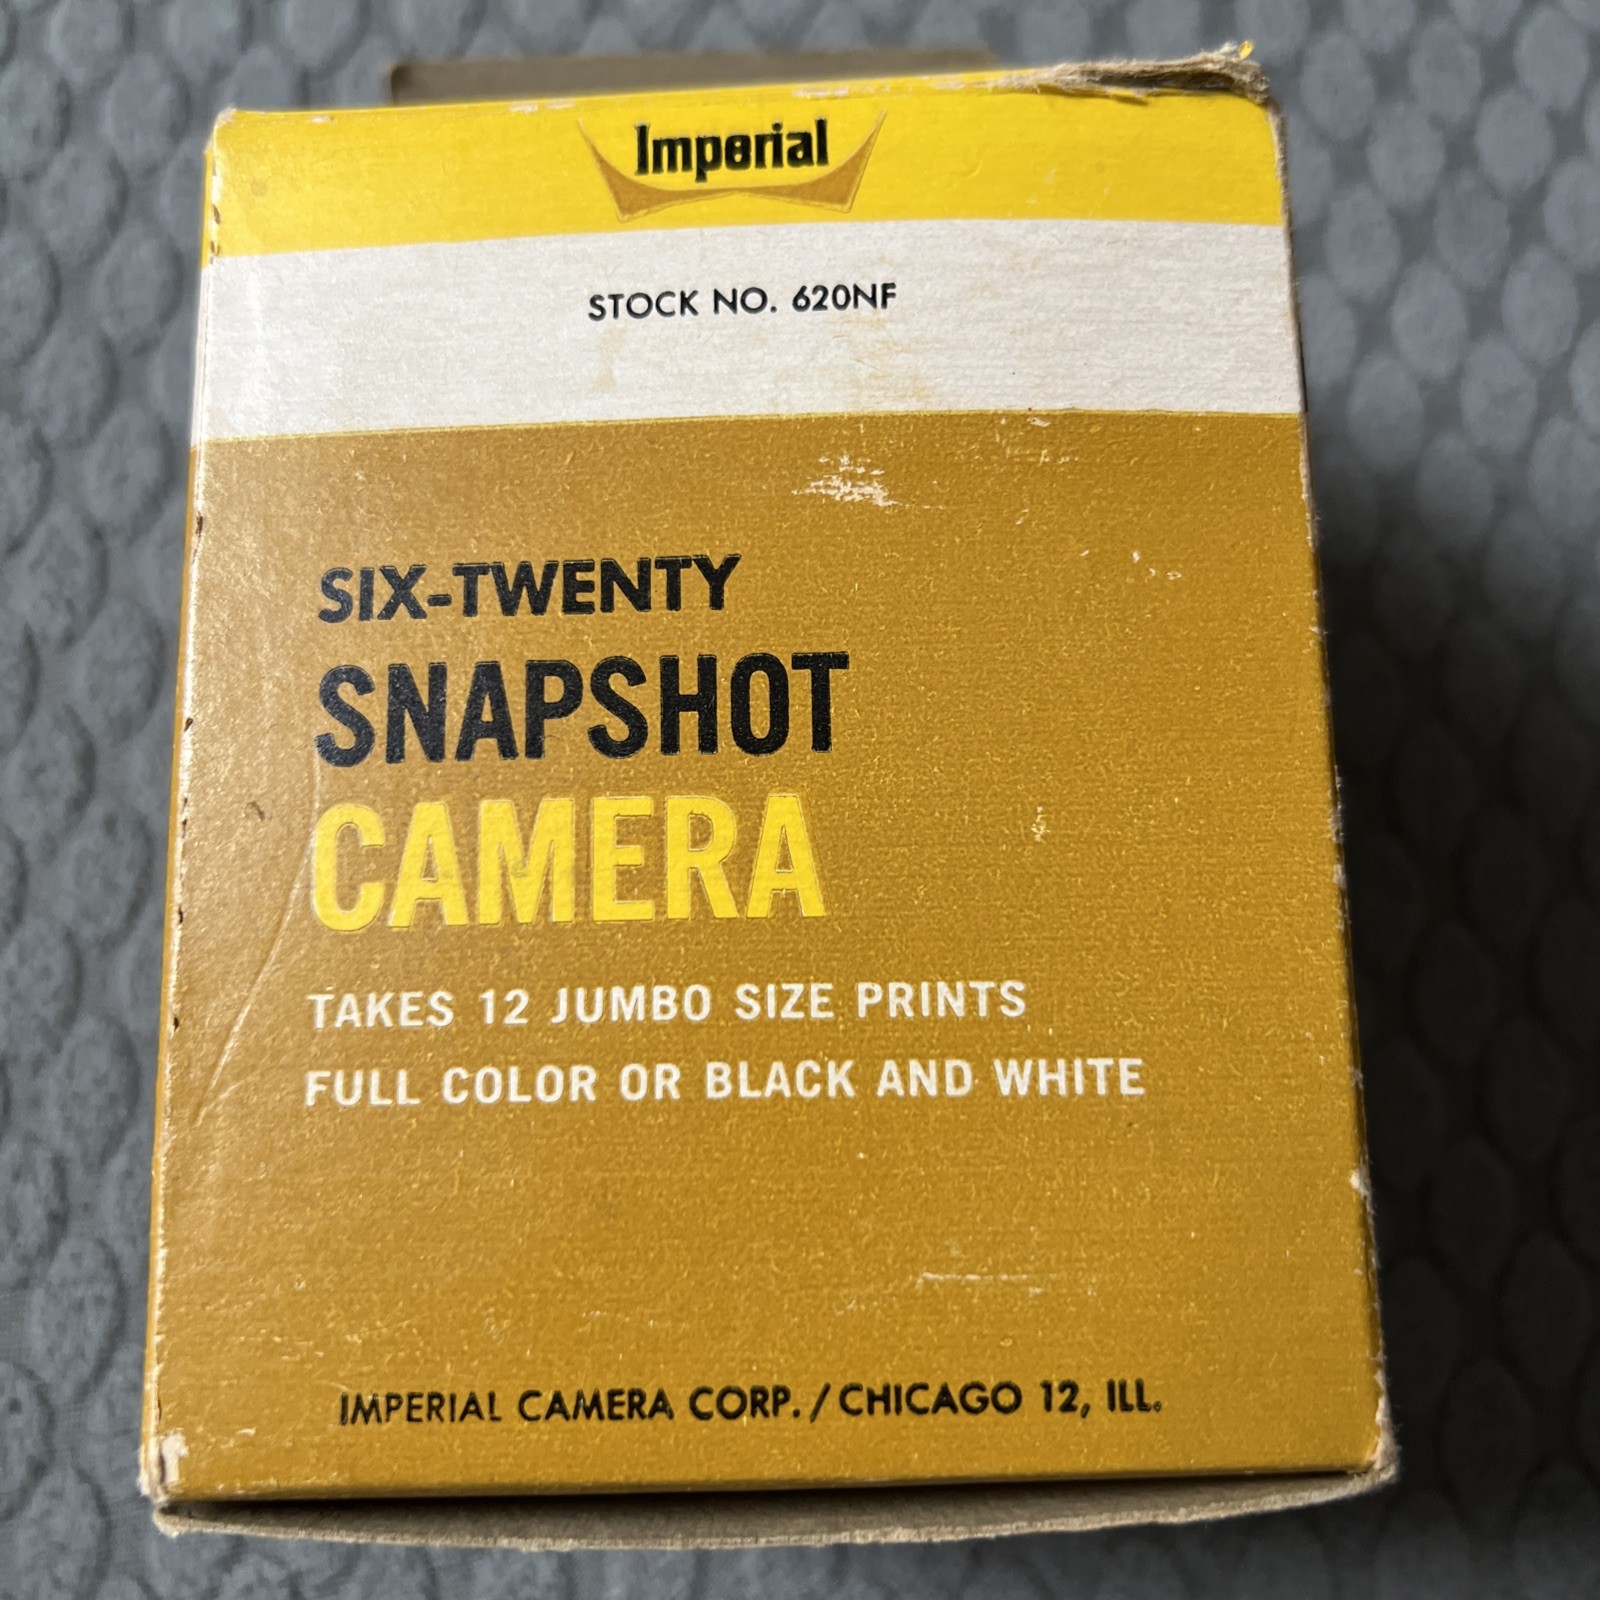 Imperial
STOCK NO. 620NF
SIX-TWENTY
SNAPSHOT
CAMERA
TAKES 12 JUMBO SIZE PRINTS
FULL COLOR OR BLACK AND WHITE
IMPERIAL CAMERA CORP. / CHICAGO 12, ILL.